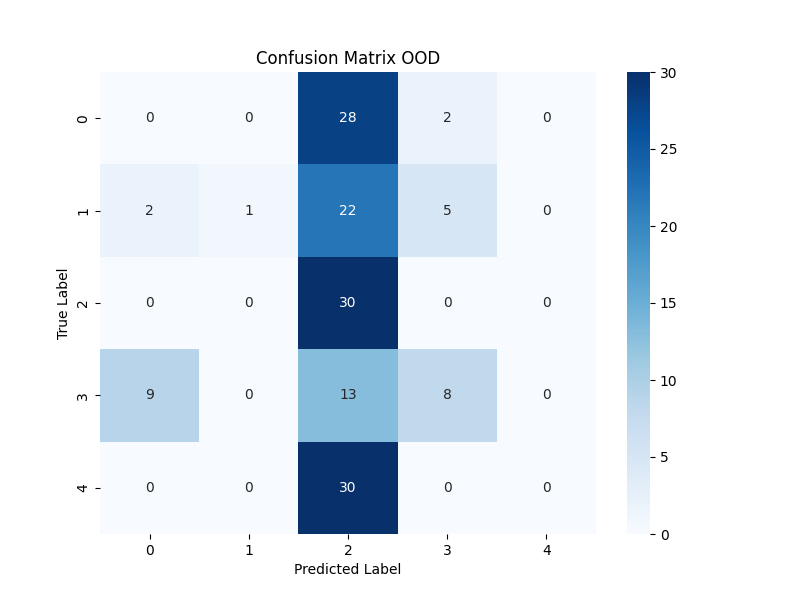 Confusion Matrix OOD
0 0 0 28 2 0
1 2 1 22 5 0
2 0 0 30 0 0
3 9 0 13 8 0
4 0 0 30 0 0
0 1 2 3 4
Predicted Label
True Label
30
25
20
15
10
5
0